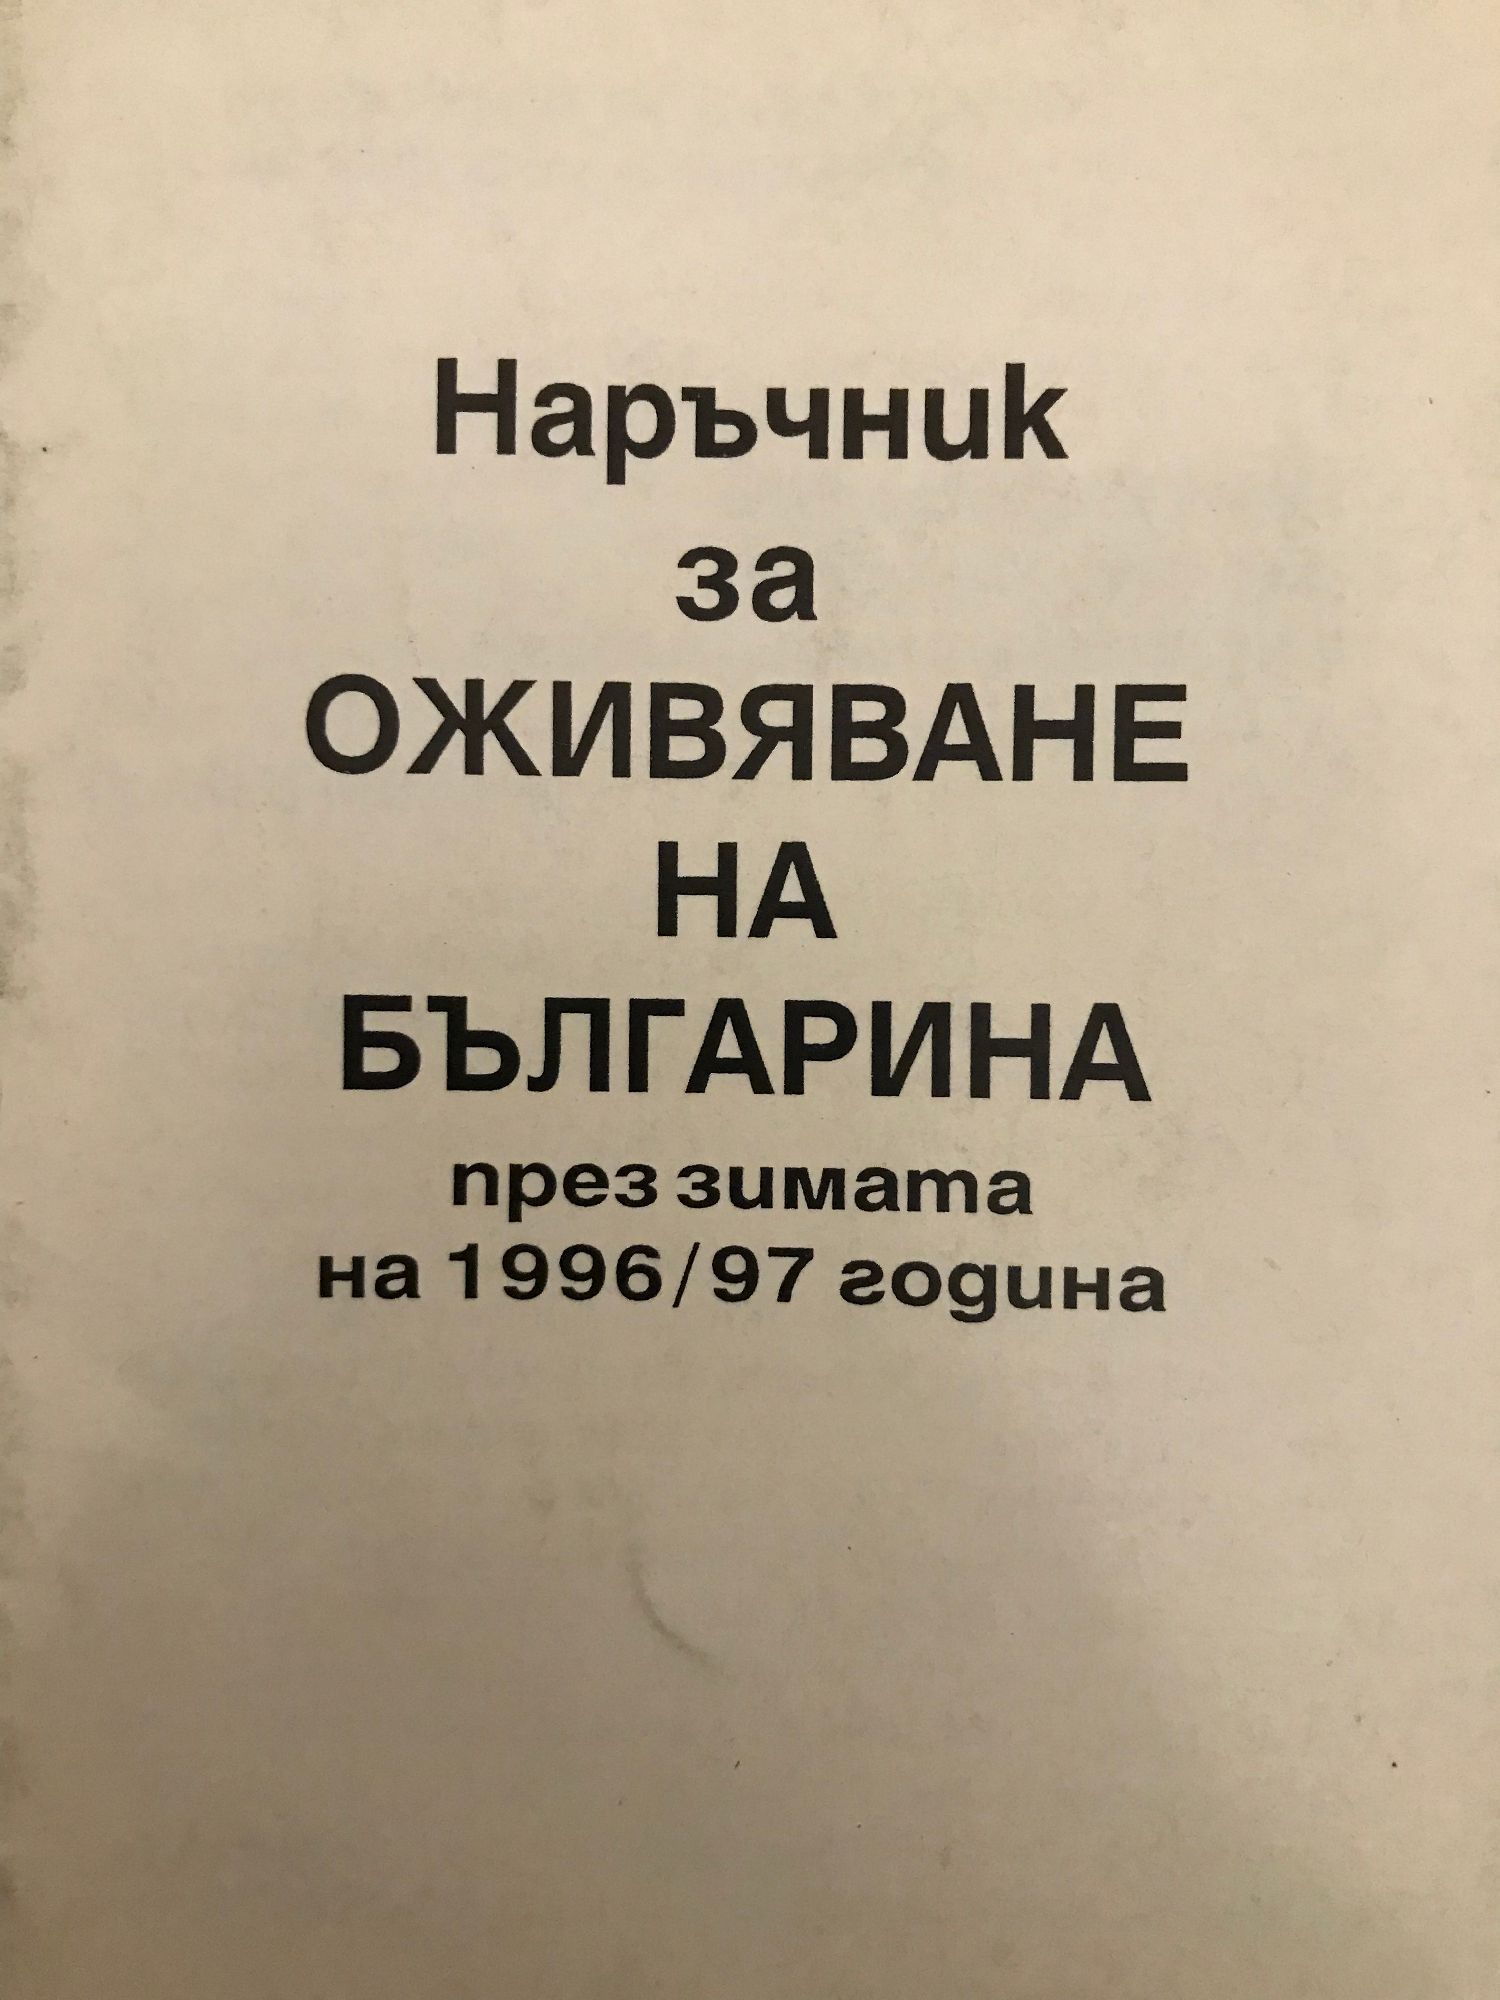 Наръчник
за
ОЖИВЯВАНЕ
НА
БЪЛГАРИНА
през зимата
на 1996/97 година